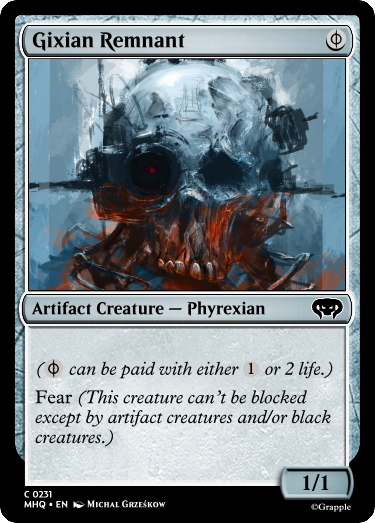 Gixian Remnant
Artifact Creature — Phyrexian
(ϕ can be paid with either 1 or 2 life.)
Fear (This creature can't be blocked
except by artifact creatures and/or black
creatures.)
1/1
C 0231
MHQ • EN Michal Grześkow
©Grapple